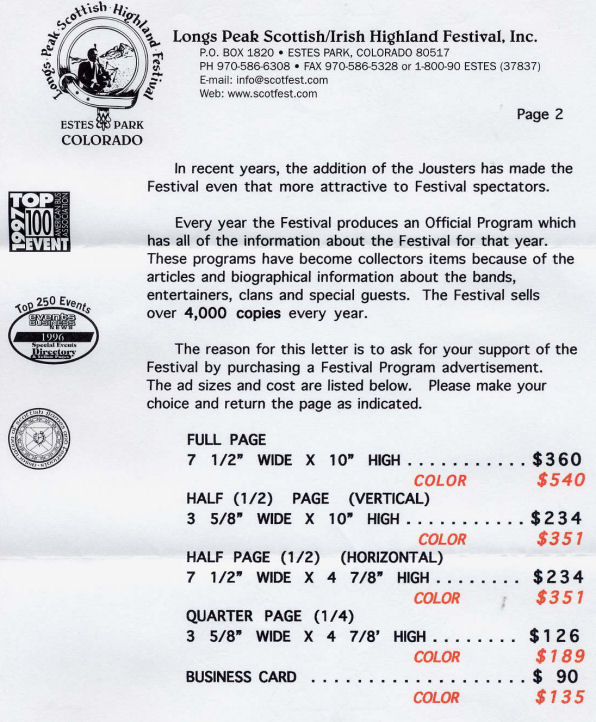 Longs Peak Scottish Highland Festival
ESTES PARK
COLORADO
Longs Peak Scottish/Irish Highland Festival, Inc.
P.O. BOX 1820 • ESTES PARK, COLORADO 80517
PH 970-586-6308 • FAX 970-586-5328 or 1-800-90 ESTES (37837)
E-mail: info@scotfest.com
Web: www.scotfest.com
Page 2
In recent years, the addition of the Jousters has made the
Festival even that more attractive to Festival spectators.
1997
TOP
100
EVENT
AMERICAN BUS
ASSOCIATION
Every year the Festival produces an Official Program which
has all of the information about the Festival for that year.
These programs have become collectors items because of the
articles and biographical information about the bands,
entertainers, clans and special guests. The Festival sells
over 4,000 copies every year.
Top 250 Events
events
BUSINESS
NEWS
1996
Special Events
Directory
The reason for this letter is to ask for your support of the
Festival by purchasing a Festival Program advertisement.
The ad sizes and cost are listed below. Please make your
choice and return the page as indicated.
FULL PAGE
7 1/2" WIDE X 10" HIGH . . . . . . . . . . . $360
COLOR $540
HALF (1/2) PAGE (VERTICAL)
3 5/8" WIDE X 10" HIGH . . . . . . . . . . . $234
COLOR $351
HALF PAGE (1/2) (HORIZONTAL)
7 1/2" WIDE X 4 7/8" HIGH . . . . . . . . $234
COLOR $351
QUARTER PAGE (1/4)
3 5/8" WIDE X 4 7/8' HIGH . . . . . . . . $126
COLOR $189
BUSINESS CARD . . . . . . . . . . . . . . . . . . . . $ 90
COLOR $135